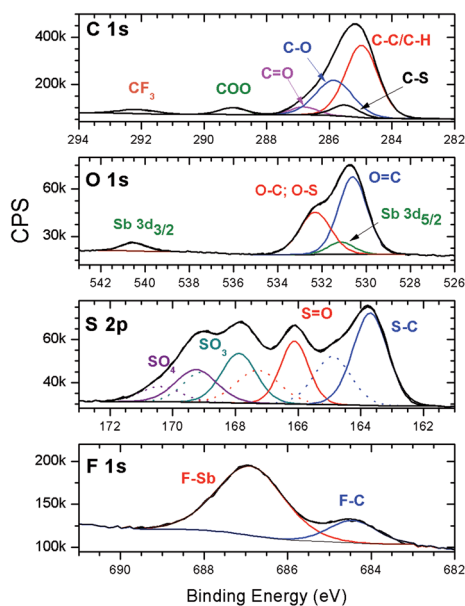 C 1s
400k
200k
CF3
COO
C=O
C-O
C-C/C-H
C-S
294 292 290 288 286 284 282
O 1s
60k
30k
Sb 3d3/2
O-C; O-S
O=C
Sb 3d5/2
542 540 538 536 534 532 530 528 526
CPS
S 2p
60k
40k
SO4
SO3
S=O
S-C
172 170 168 166 164 162
F 1s
200k
150k
100k
F-Sb
F-C
690 688 686 684 682
Binding Energy (eV)